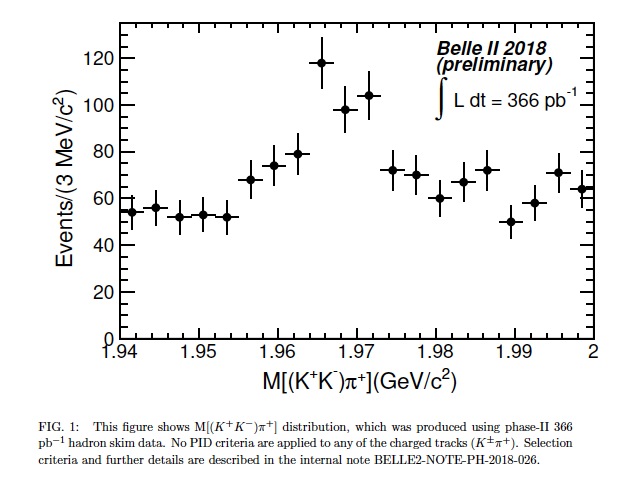 Belle II 2018
(preliminary)
∫ L dt = 366 pb⁻¹
Events/(3 MeV/c²)
120
100
80
60
40
20
0
1.94 1.95 1.96 1.97 1.98 1.99 2
M[(K⁺K⁻)π⁺](GeV/c²)
FIG. 1: This figure shows M[(K⁺K⁻)π⁺] distribution, which was produced using phase-II 366
pb⁻¹ hadron skim data. No PID criteria are applied to any of the charged tracks (K±π⁺). Selection
criteria and further details are described in the internal note BELLE2-NOTE-PH-2018-026.